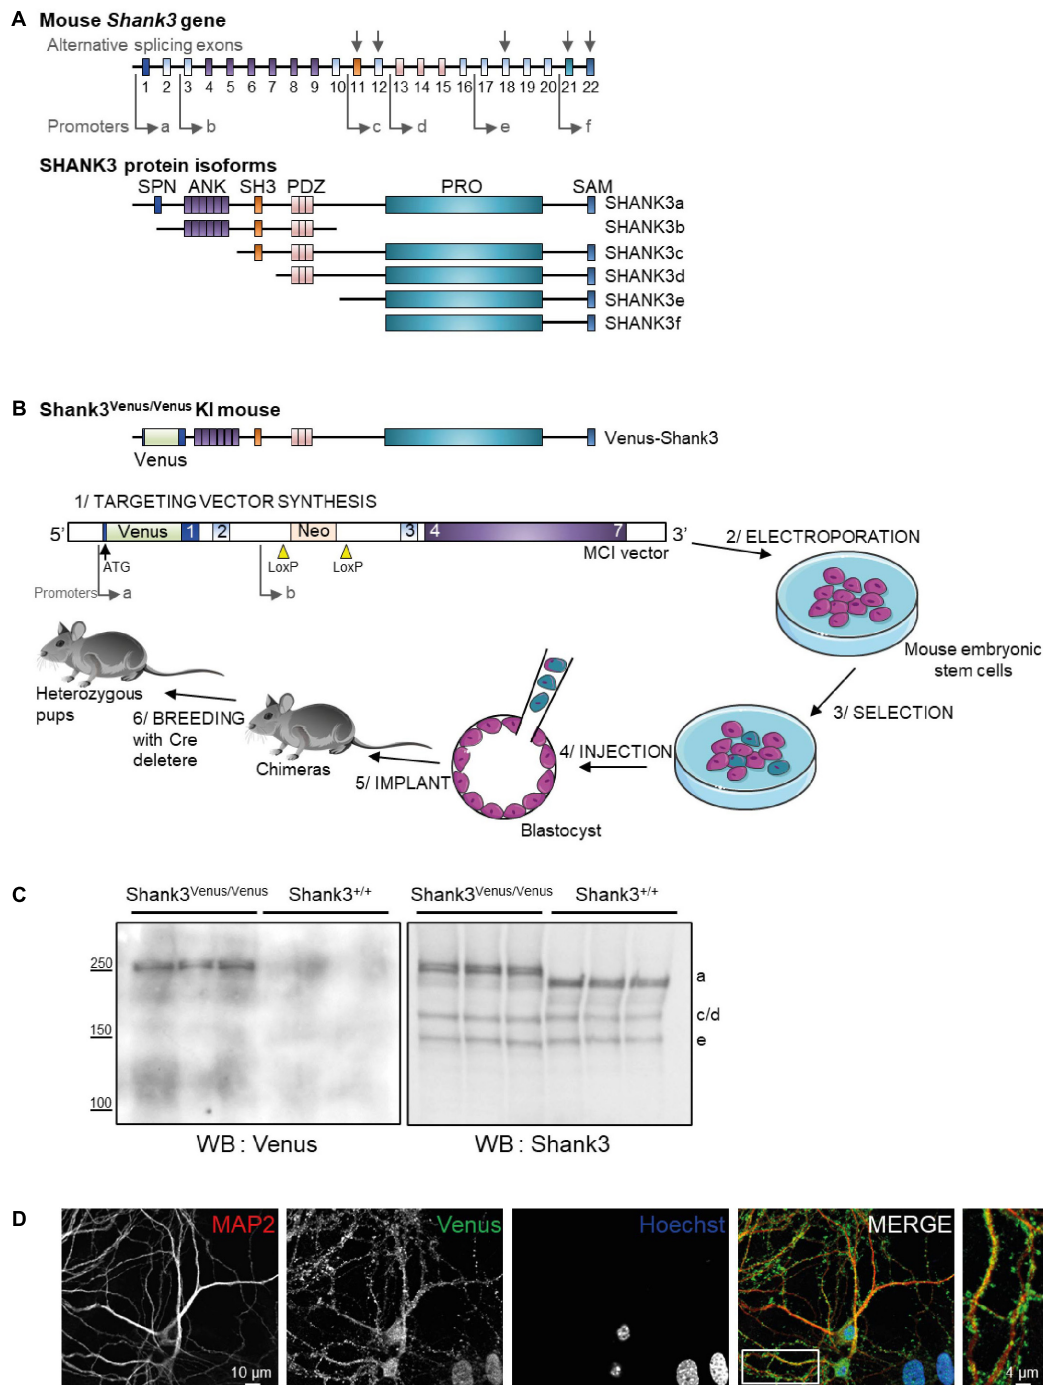 A Mouse Shank3 gene
Alternative splicing exons
1 2 3 4 5 6 7 8 9 10 11 12 13 14 15 16 17 18 19 20 21 22
Promoters a b c d e f
SHANK3 protein isoforms
SPN ANK SH3 PDZ PRO SAM
SHANK3a
SHANK3b
SHANK3c
SHANK3d
SHANK3e
SHANK3f
B Shank3Venus/Venus KI mouse
Venus-Shank3
Venus
1/ TARGETING VECTOR SYNTHESIS
5' Venus 1 2 Neo 3 4 7 3'
MCI vector
ATG LoxP LoxP
Promoters a b
2/ ELECTROPORATION
Mouse embryonic
stem cells
3/ SELECTION
4/ INJECTION
Blastocyst
5/ IMPLANT
Chimeras
6/ BREEDING
with Cre
deletere
Heterozygous
pups
C Shank3Venus/Venus Shank3+/+ Shank3Venus/Venus Shank3+/+
250
150
100
a
c/d
e
WB : Venus WB : Shank3
D MAP2 Venus Hoechst MERGE
10 µm 4 µm